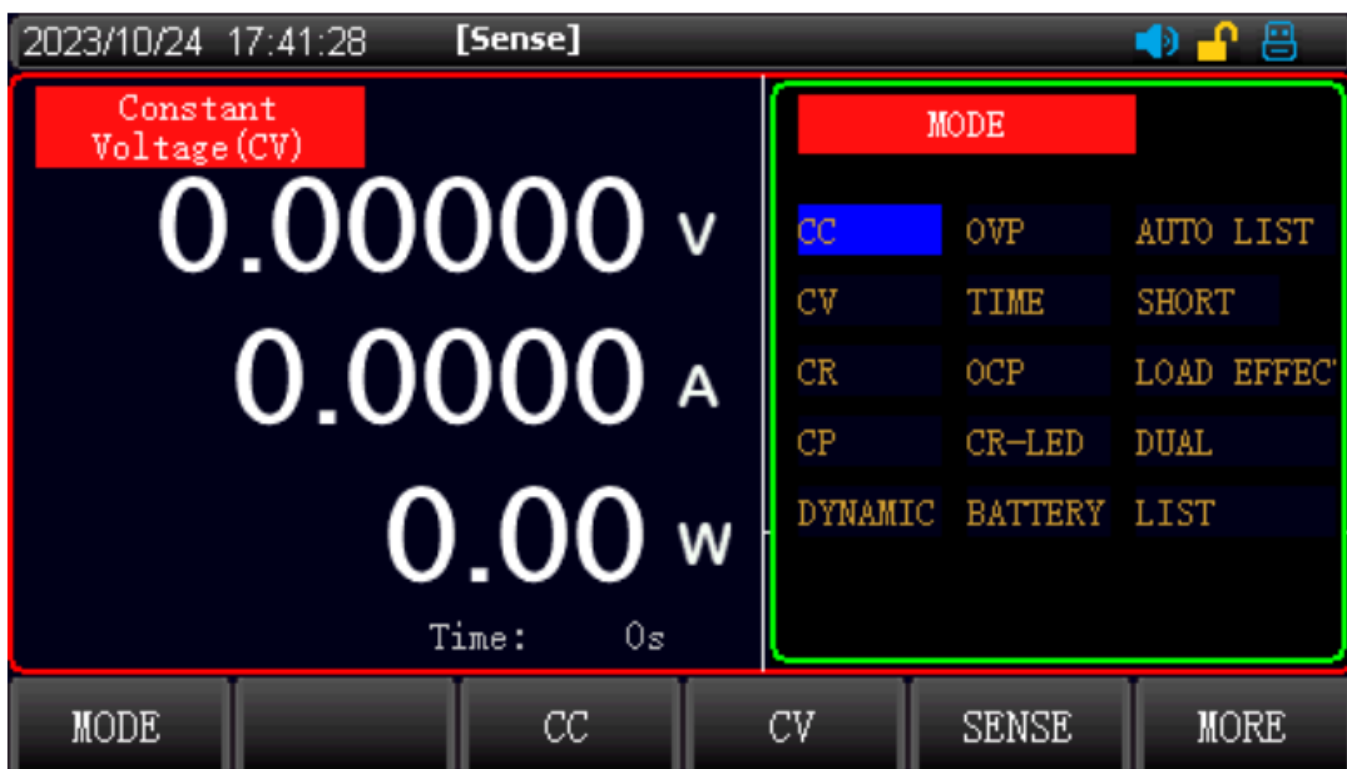 2023/10/24 17:41:28 [Sense]
Constant
Voltage(CV)
0.00000 V
0.0000 A
0.00 W
Time: 0s
MODE
CC OVP AUTO LIST
CV TIME SHORT
CR OCP LOAD EFFEC
CP CR-LED DUAL
DYNAMIC BATTERY LIST
MODE CC CV SENSE MORE